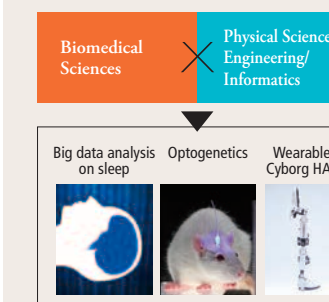 Biomedical
Sciences
Physical Science
Engineering/
Informatics
Big data analysis
on sleep
Optogenetics
Wearable
Cyborg HA